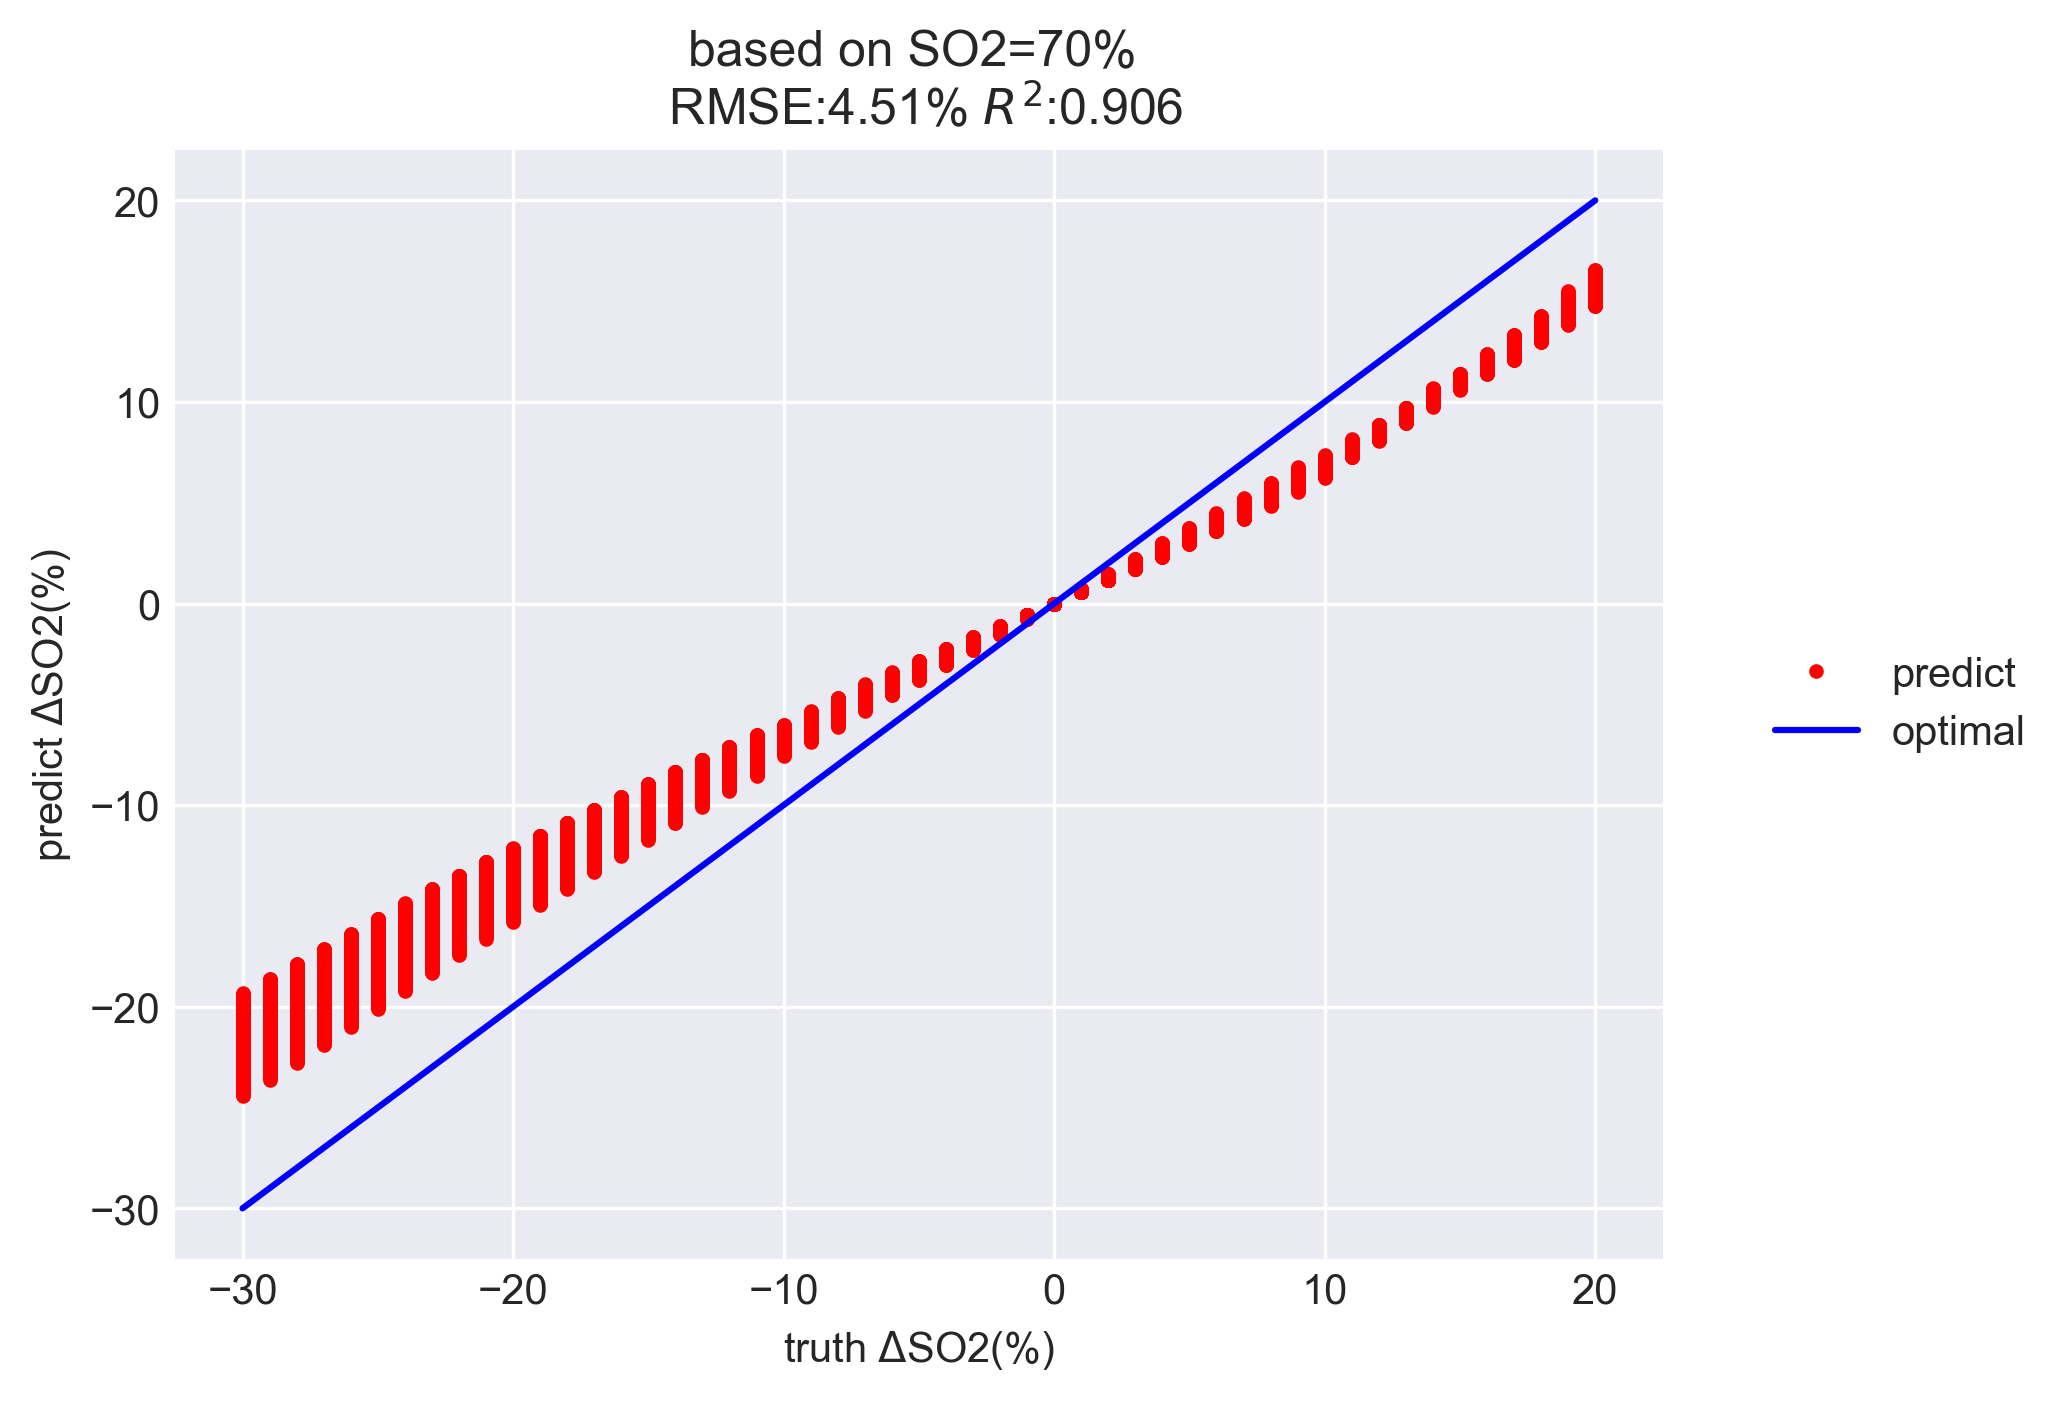 based on SO2=70%
RMSE:4.51% R²:0.906
20
10
0
−10
−20
−30
predict ΔSO2(%)
−30 −20 −10 0 10 20
truth ΔSO2(%)
predict
optimal